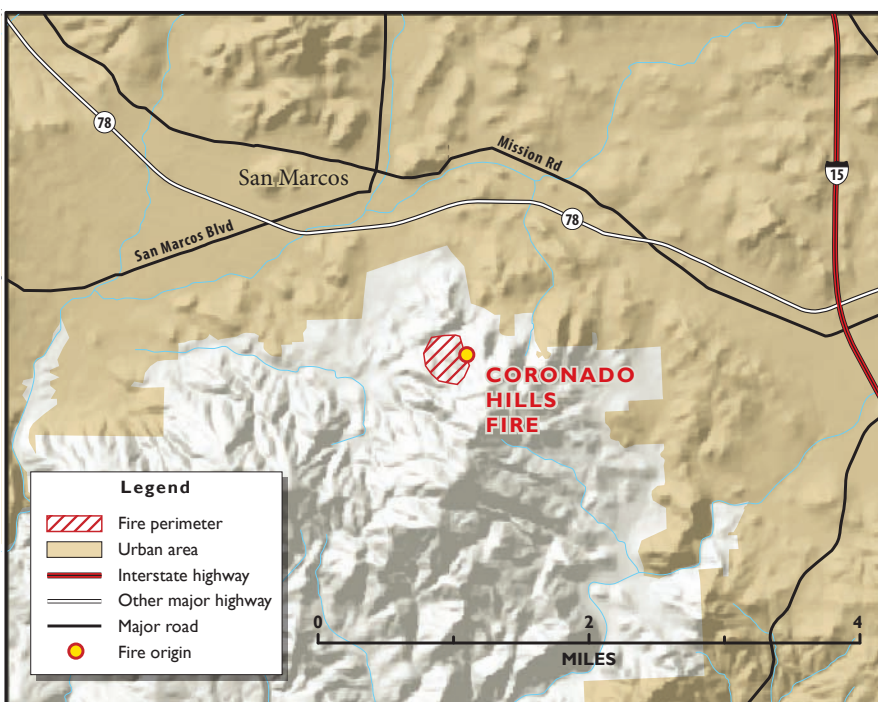 78
Mission Rd
15
San Marcos
78
San Marcos Blvd
CORONADO
HILLS
FIRE
Legend
Fire perimeter
Urban area
Interstate highway
Other major highway
Major road
Fire origin
0 2 4
MILES